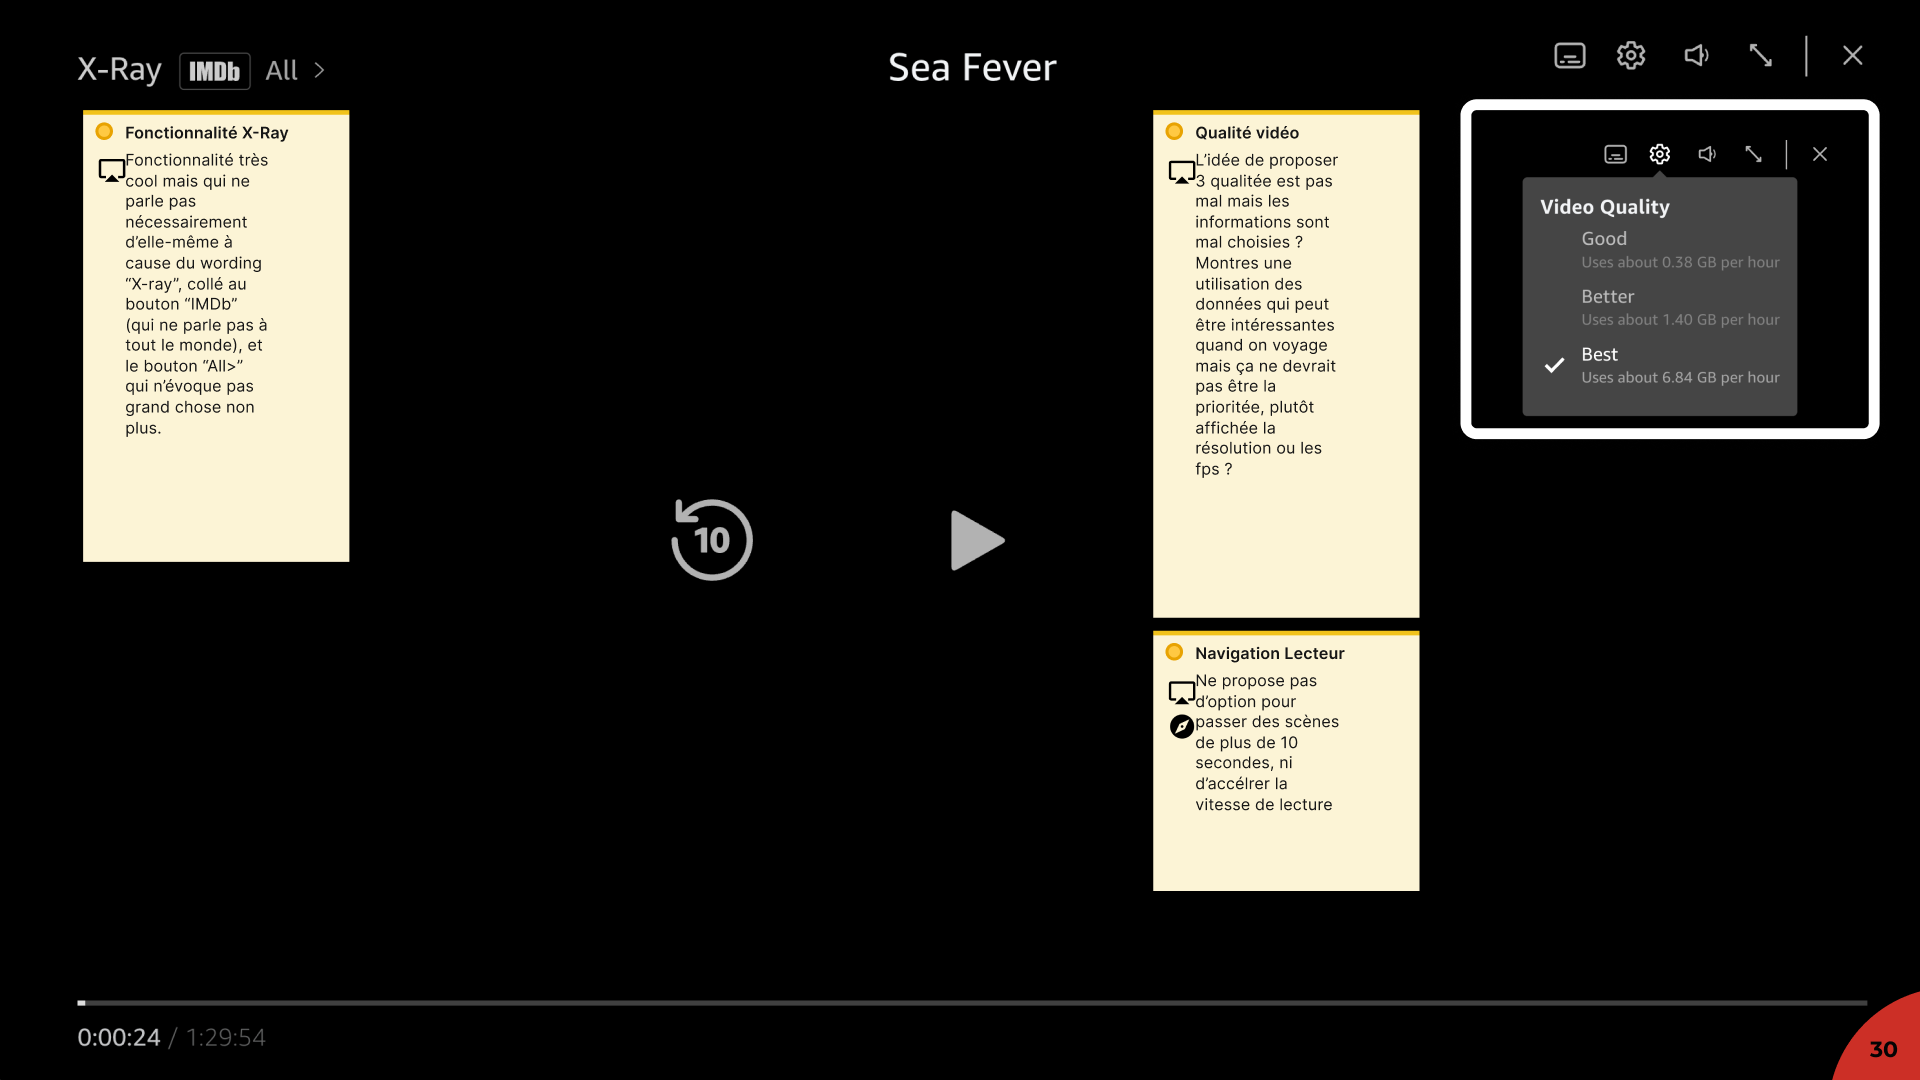 X-Ray IMDb All >
Sea Fever
Fonctionnalité X-Ray
Fonctionnalité très
cool mais qui ne
parle pas
nécessairement
d’elle-même à
cause du wording
“X-ray”, collé au
bouton “IMDb”
(qui ne parle pas à
tout le monde), et
le bouton “All>”
qui n’évoque pas
grand chose non
plus.
10
Qualité vidéo
L’idée de proposer
3 qualitée est pas
mal mais les
informations sont
mal choisies ?
Montres une
utilisation des
données qui peut
être intéressantes
quand on voyage
mais ça ne devrait
pas être la
prioritée, plutôt
affichée la
résolution ou les
fps ?
Navigation Lecteur
Ne propose pas
d’option pour
passer des scènes
de plus de 10
secondes, ni
d’accélrer la
vitesse de lecture
Video Quality
Good
Uses about 0.38 GB per hour
Better
Uses about 1.40 GB per hour
Best
Uses about 6.84 GB per hour
0:00:24 / 1:29:54
30